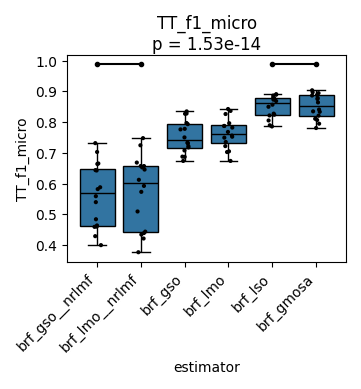 TT_f1_micro
p = 1.53e-14
TT_f1_micro
1.0
0.9
0.8
0.7
0.6
0.5
0.4
brf_gso__nrlmf
brf_lmo__nrlmf
brf_gso
brf_lmo
brf_lso
brf_gmosa
estimator